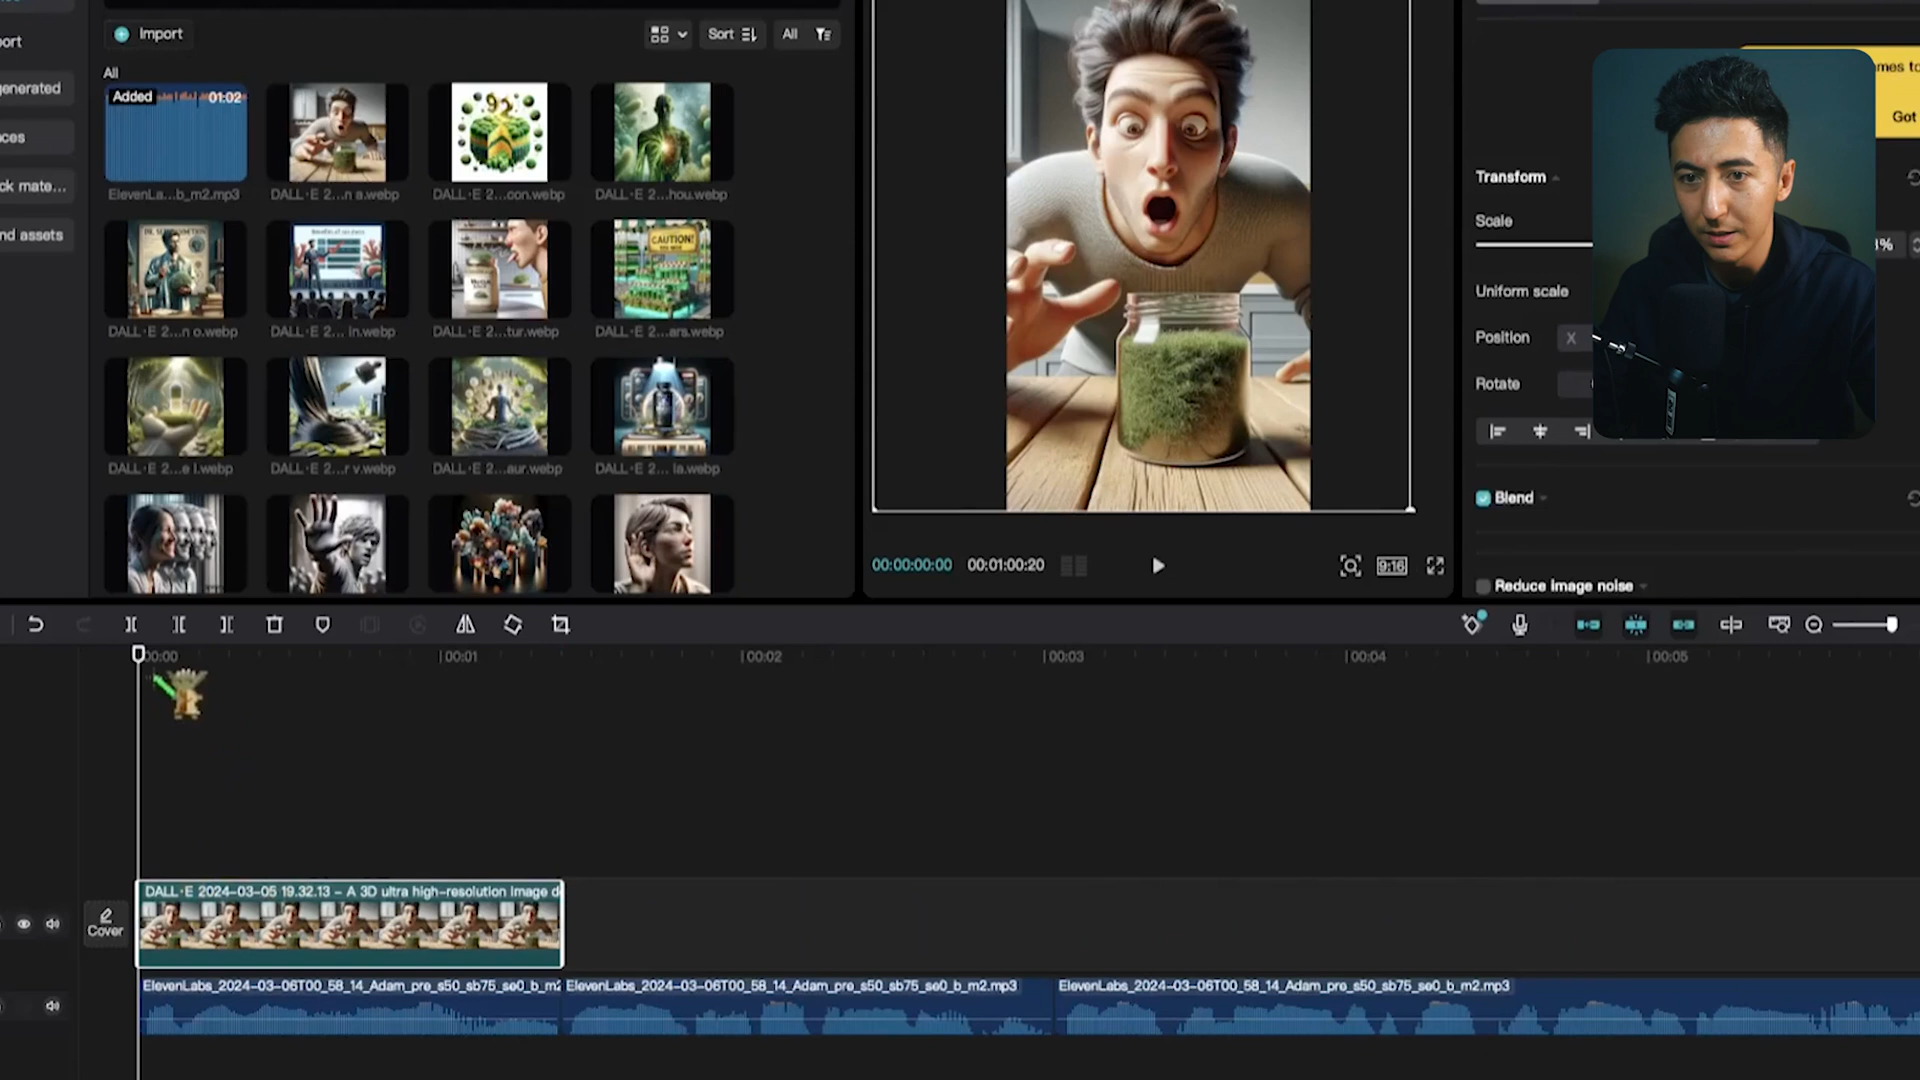 Import
Sort
All
ort
enerated
ces
ck mate...
nd assets
All
Added
01:02
ElevenLa...b_m2.mp3
DALL·E 2...n a.webp
DALL·E 2...con.webp
DALL·E 2...hou.webp
CAUTION!
DALL·E 2...n o.webp
DALL·E 2... in.webp
DALL·E 2...tur.webp
DALL·E 2...ars.webp
DALL·E 2...e l.webp
DALL·E 2...r v.webp
DALL·E 2...aur.webp
DALL·E 2... la.webp
00:00:00:00
00:01:00:20
9:16
mes to
Got
Transform
Scale
%
Uniform scale
Position
X
Rotate
Blend
Reduce image noise
00:00
00:01
00:02
00:03
00:04
00:05
Cover
DALL·E 2024-03-05 19.32.13 - A 3D ultra high-resolution image d
ElevenLabs_2024-03-06T00_58_14_Adam_pre_s50_sb75_se0_b_m2
ElevenLabs_2024-03-06T00_58_14_Adam_pre_s50_sb75_se0_b_m2.mp3
ElevenLabs_2024-03-06T00_58_14_Adam_pre_s50_sb75_se0_b_m2.mp3